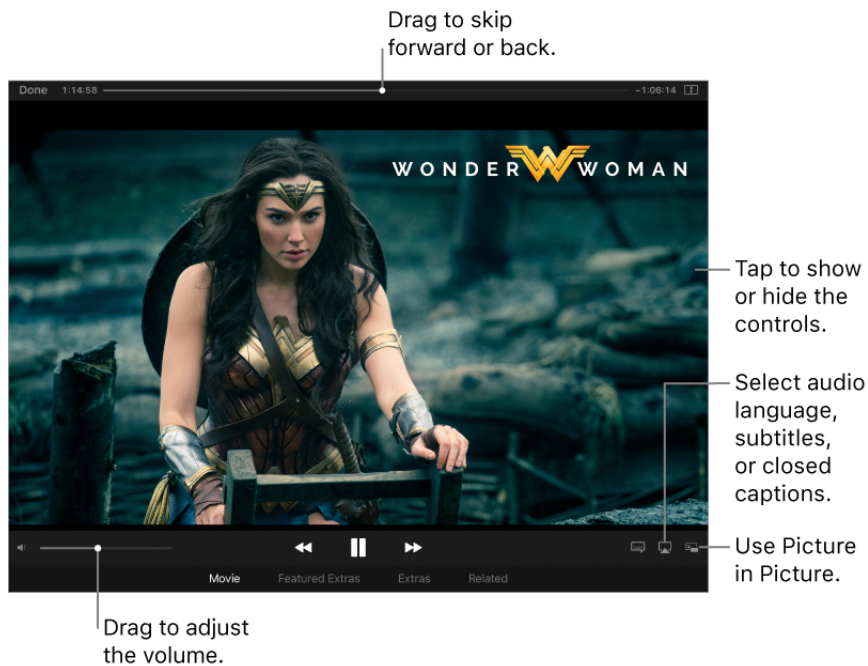 Drag to skip
forward or back.
Done 1:14:58 −1:06:14
WONDER WOMAN
Tap to show
or hide the
controls.
Select audio
language,
subtitles,
or closed
captions.
Use Picture
in Picture.
Movie Featured Extras Extras Related
Drag to adjust
the volume.